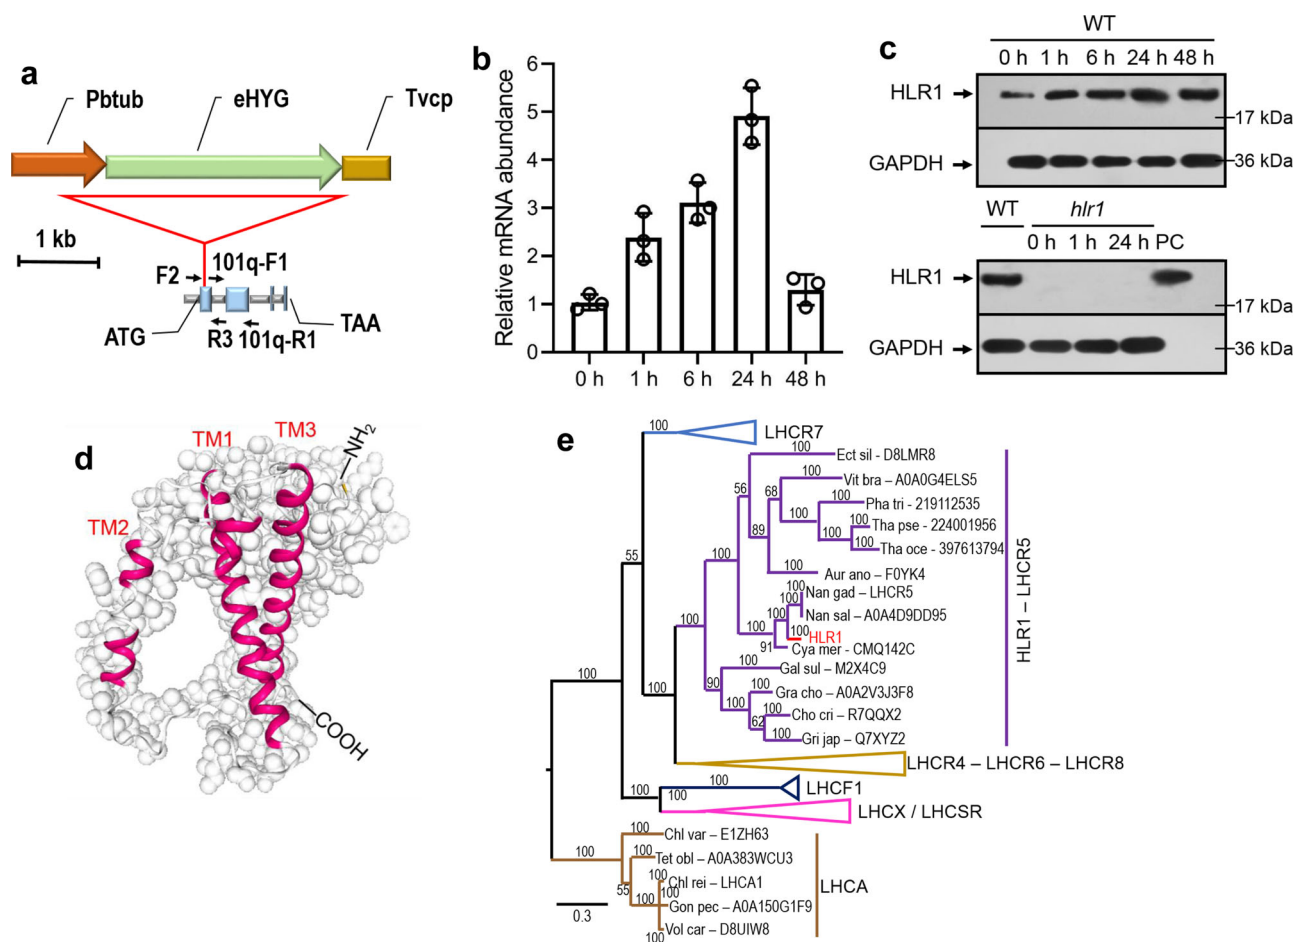 a
Pbtub
eHYG
Tvcp
1 kb
F2
101q-F1
ATG
R3
101q-R1
TAA
b
Relative mRNA abundance
6
5
4
3
2
1
0
0 h
1 h
6 h
24 h
48 h
c
WT
0 h 1 h 6 h 24 h 48 h
HLR1
17 kDa
GAPDH
36 kDa
WT hlr1
0 h 1 h 24 h PC
HLR1
17 kDa
GAPDH
36 kDa
d
TM1
TM3
NH2
TM2
COOH
e
100
LHCR7
100
Ect sil - D8LMR8
100
Vit bra – A0A0G4ELS5
56
68
100
Pha tri - 219112535
100
100
Tha pse - 224001956
100
89
100
Tha oce - 397613794
55
100
100
Aur ano – F0YK4
100
Nan gad – LHCR5
100
100
100
Nan sal - A0A4D9DD95
100
100
HLR1
91
Cya mer - CMQ142C
100
Gal sul - M2X4C9
100
100
90
Gra cho - A0A2V3J3F8
100
100
Cho cri - R7QQX2
62
100
Gri jap – Q7XYZ2
HLR1 – LHCR5
100
100
LHCR4 – LHCR6 – LHCR8
100
LHCF1
100
100
LHCX / LHCSR
100
Chl var – E1ZH63
100
100
Tet obl – A0A383WCU3
100
Chl rei – LHCA1
55
100
100
Gon pec – A0A150G1F9
100
Vol car – D8UIW8
LHCA
0.3